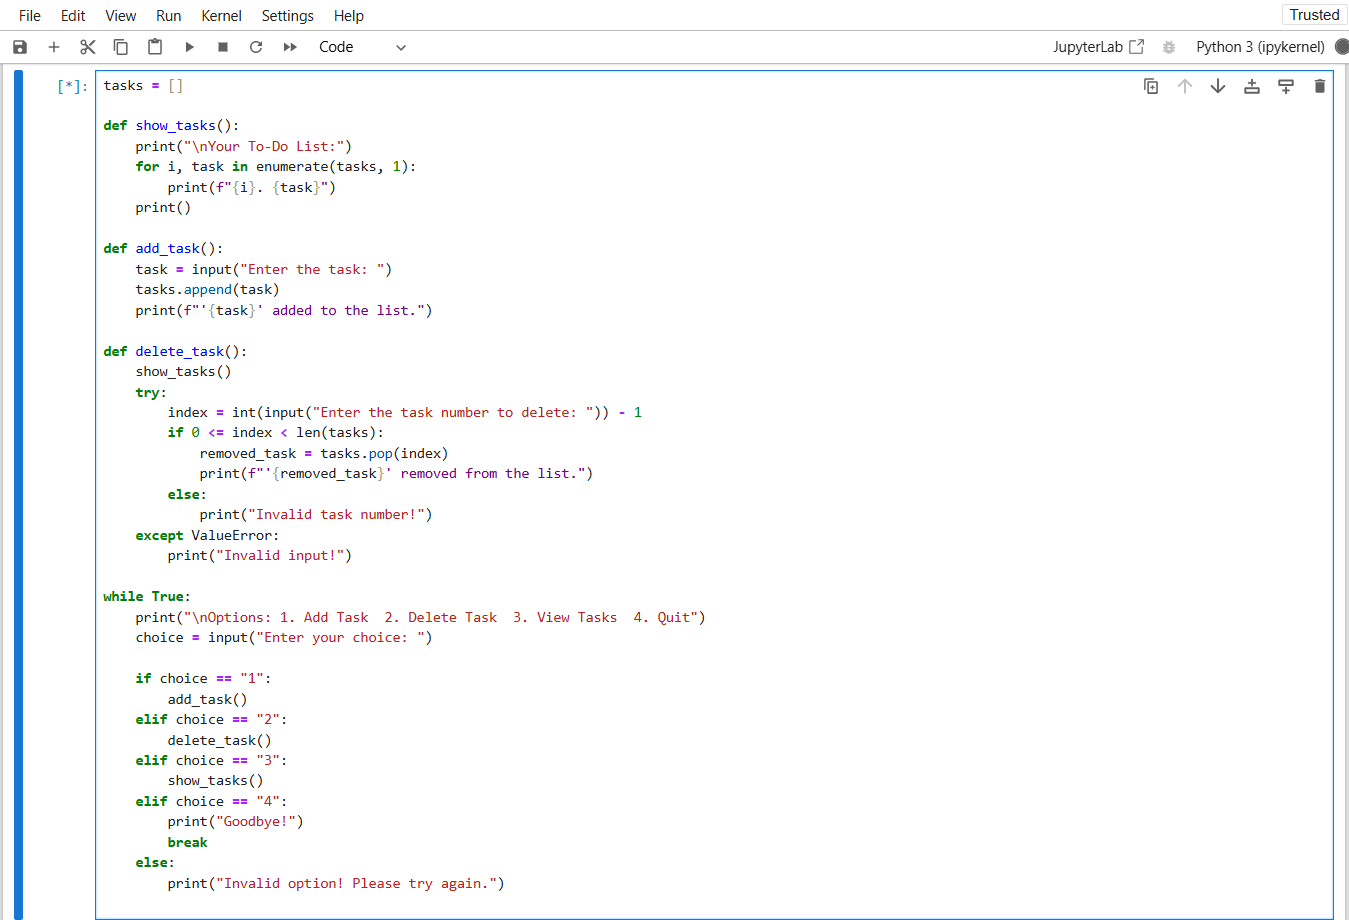 File Edit View Run Kernel Settings Help Trusted
Code JupyterLab Python 3 (ipykernel)
[*]: tasks = []

def show_tasks():
    print("\nYour To-Do List:")
    for i, task in enumerate(tasks, 1):
        print(f"{i}. {task}")
    print()

def add_task():
    task = input("Enter the task: ")
    tasks.append(task)
    print(f"'{task}' added to the list.")

def delete_task():
    show_tasks()
    try:
        index = int(input("Enter the task number to delete: ")) - 1
        if 0 <= index < len(tasks):
            removed_task = tasks.pop(index)
            print(f"'{removed_task}' removed from the list.")
        else:
            print("Invalid task number!")
    except ValueError:
        print("Invalid input!")

while True:
    print("\nOptions: 1. Add Task  2. Delete Task  3. View Tasks  4. Quit")
    choice = input("Enter your choice: ")

    if choice == "1":
        add_task()
    elif choice == "2":
        delete_task()
    elif choice == "3":
        show_tasks()
    elif choice == "4":
        print("Goodbye!")
        break
    else:
        print("Invalid option! Please try again.")